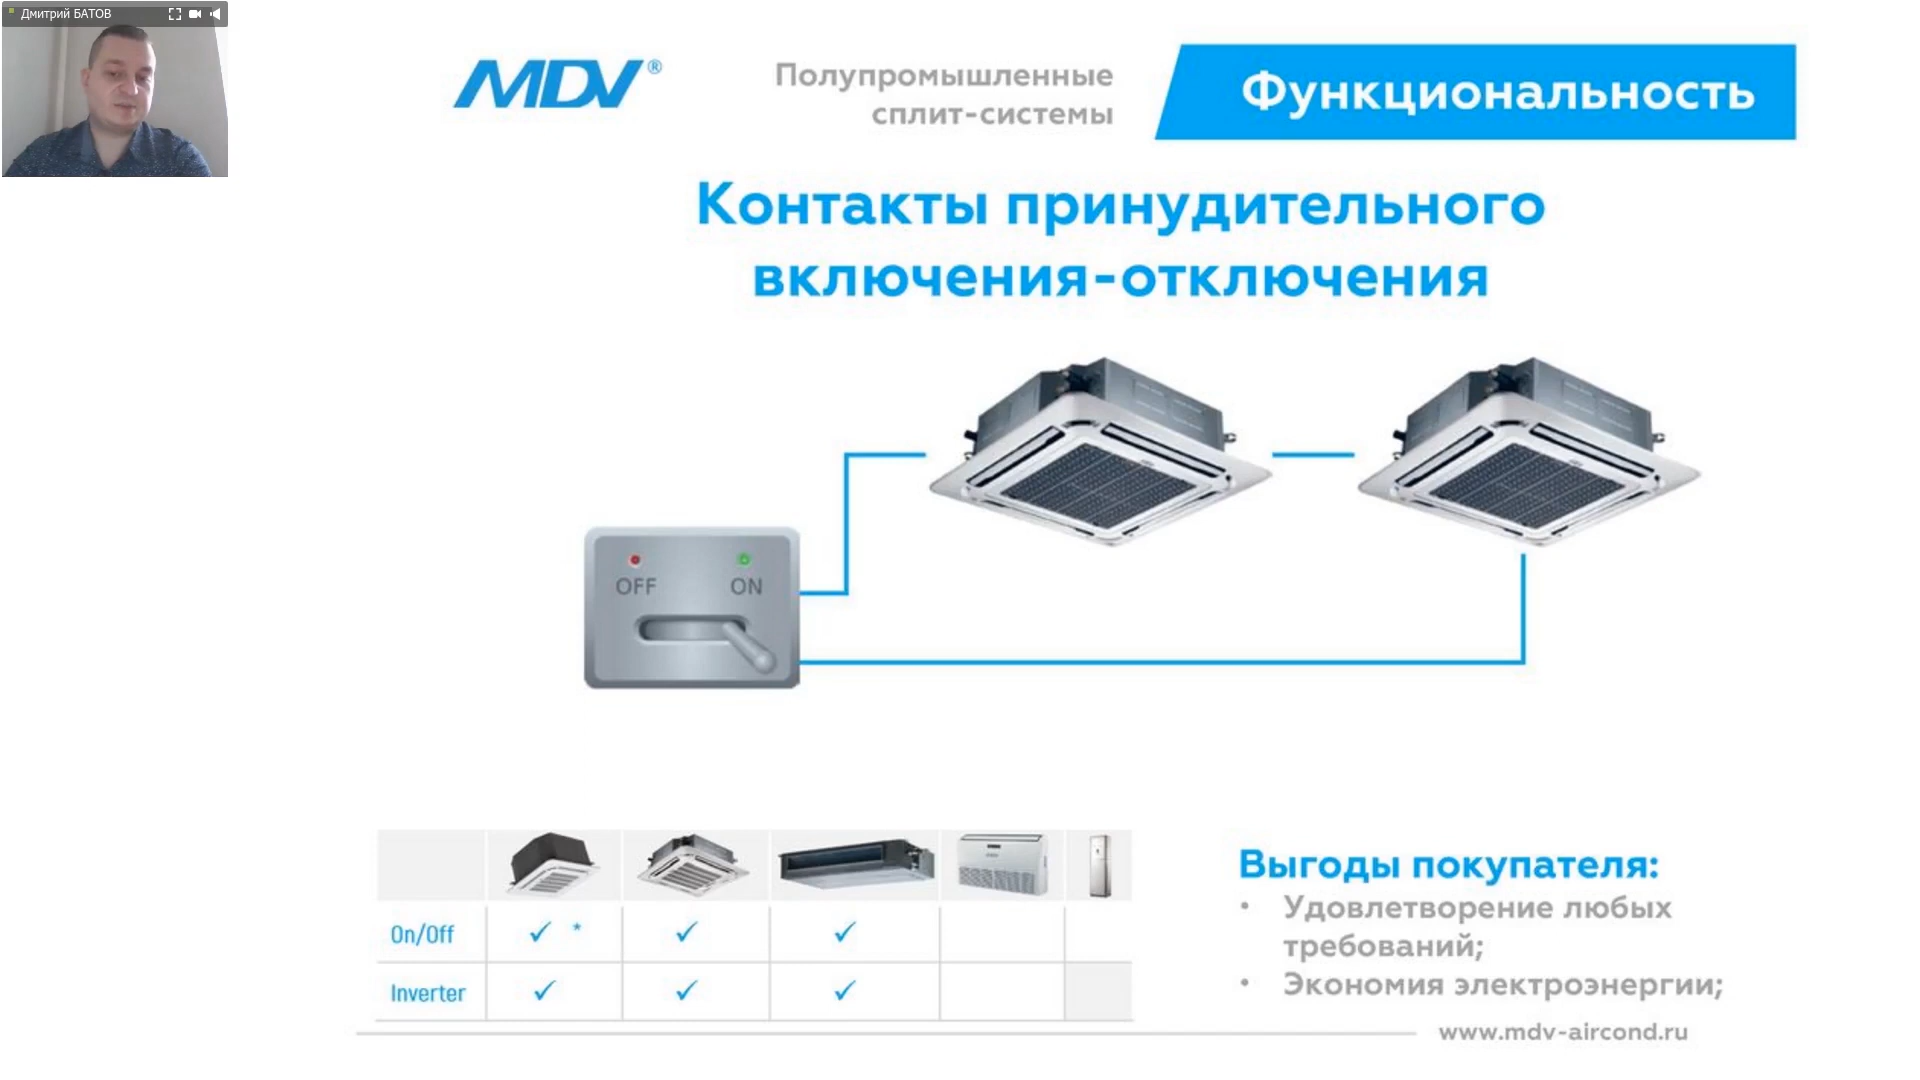 Дмитрий БАТОВ
MDV®
Полупромышленные
сплит-системы
Функциональность
Контакты принудительного
включения-отключения
OFF ON
On/Off ✓ * ✓ ✓
Inverter ✓ ✓ ✓
Выгоды покупателя:
• Удовлетворение любых
требований;
• Экономия электроэнергии;
www.mdv-aircond.ru